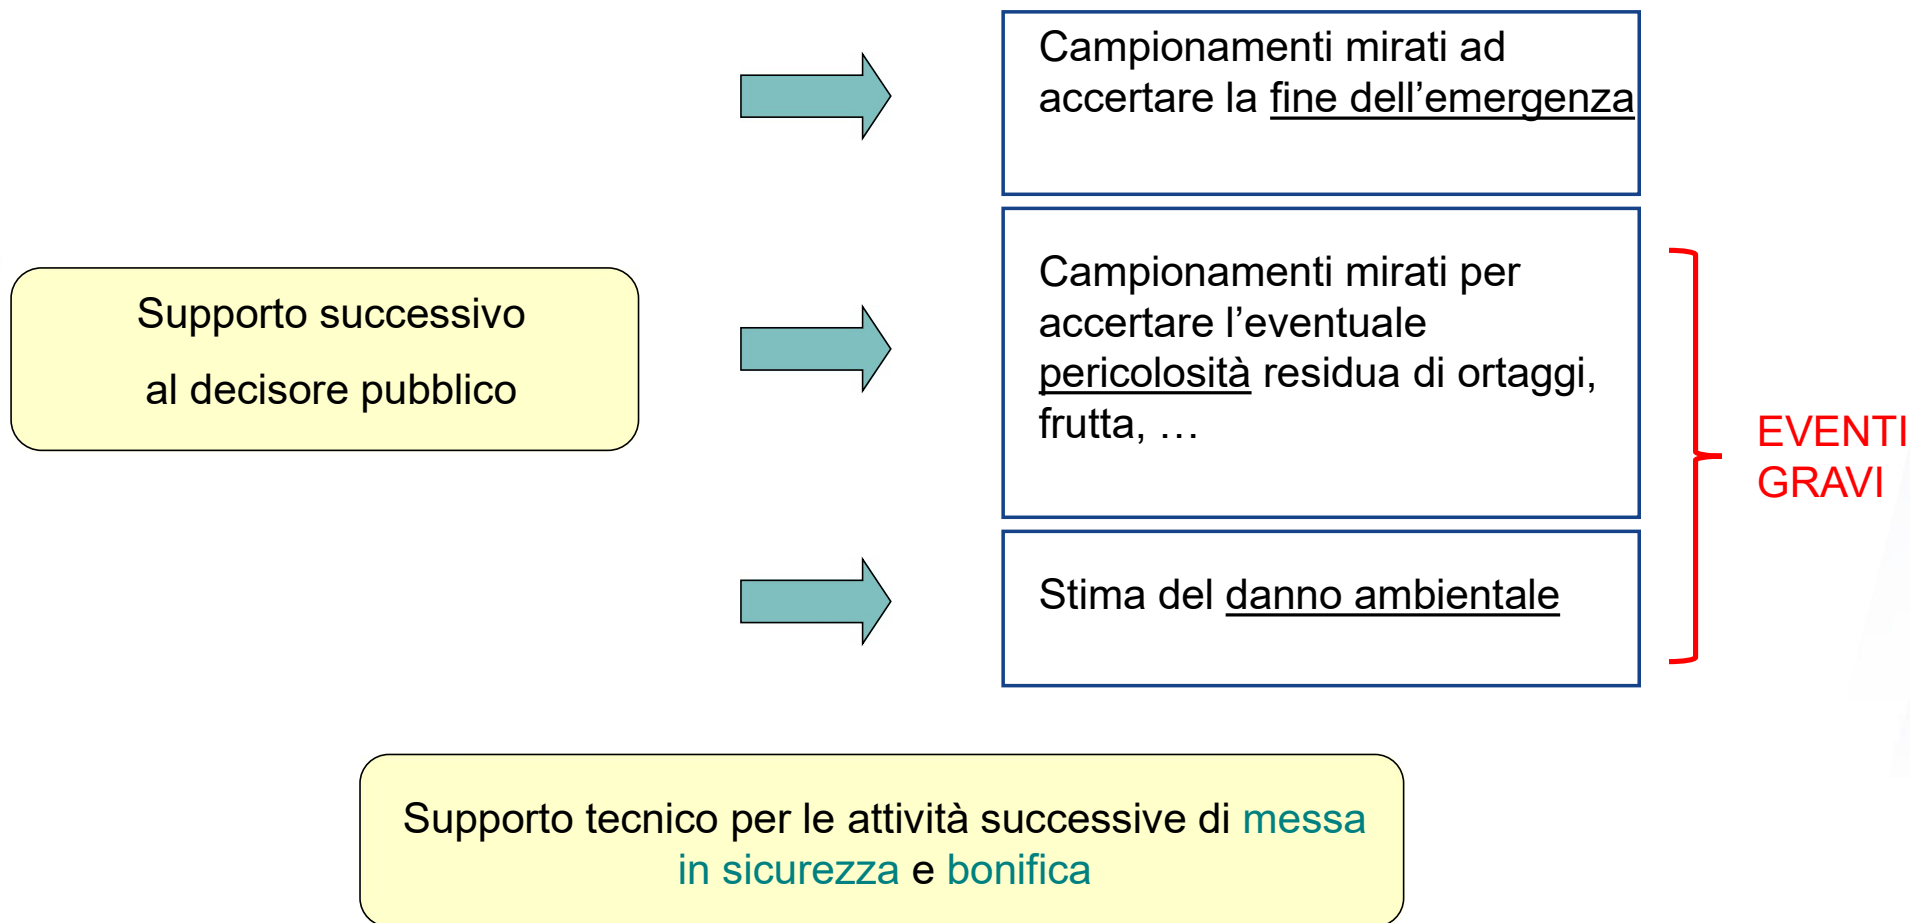 Campionamenti mirati ad
accertare la fine dell’emergenza
Supporto successivo
al decisore pubblico
Campionamenti mirati per
accertare l’eventuale
pericolosità residua di ortaggi,
frutta, …
EVENTI
GRAVI
Stima del danno ambientale
Supporto tecnico per le attività successive di messa
in sicurezza e bonifica